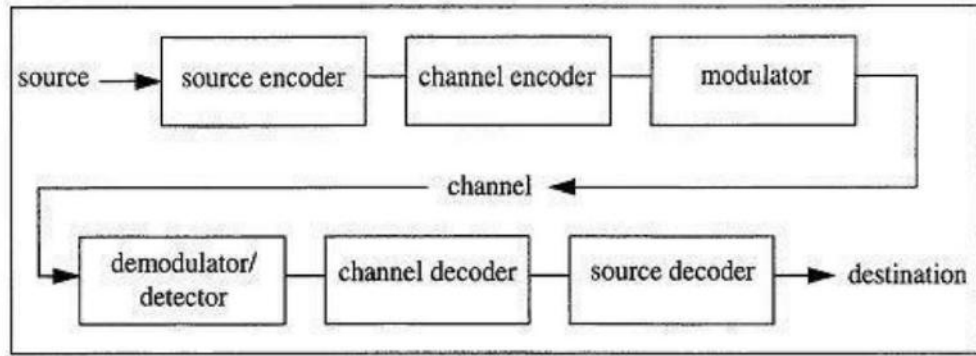 source
source encoder
channel encoder
modulator
channel
demodulator/
detector
channel decoder
source decoder
destination